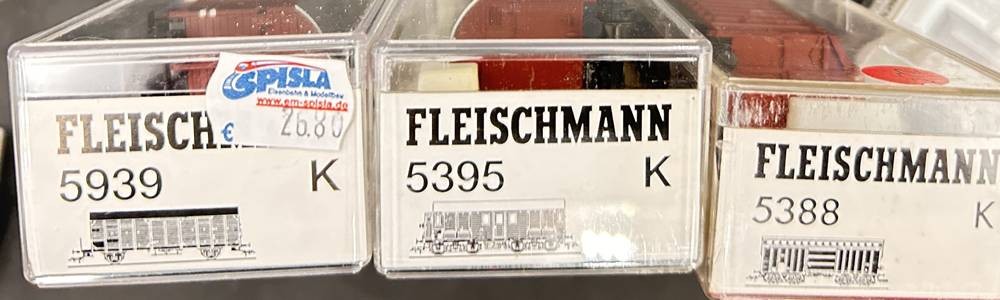 SPISLA
Eisenbahn & Modellbau
www.em-spisla.de
€ 26.80
FLEISCH
5939 K
FLEISCHMANN
5395 K
FLEISCHMANN
5388 K